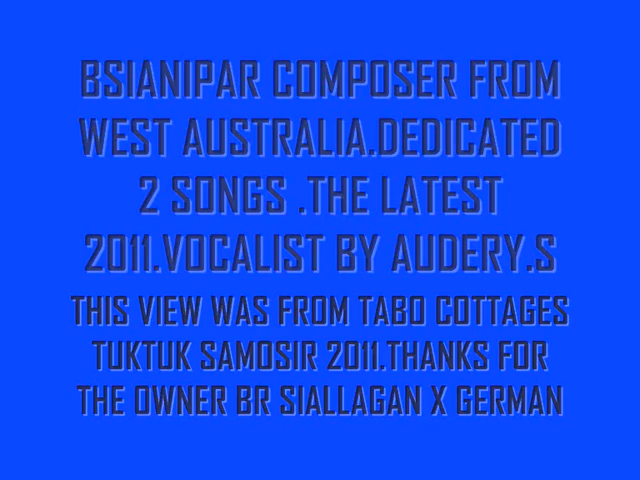 BSIANIPAR COMPOSER FROM
WEST AUSTRALIA.DEDICATED
2 SONGS .THE LATEST
2011.VOCALIST BY AUDERY.S
THIS VIEW WAS FROM TABO COTTAGES
TUKTUK SAMOSIR 2011.THANKS FOR
THE OWNER BR SIALLAGAN X GERMAN